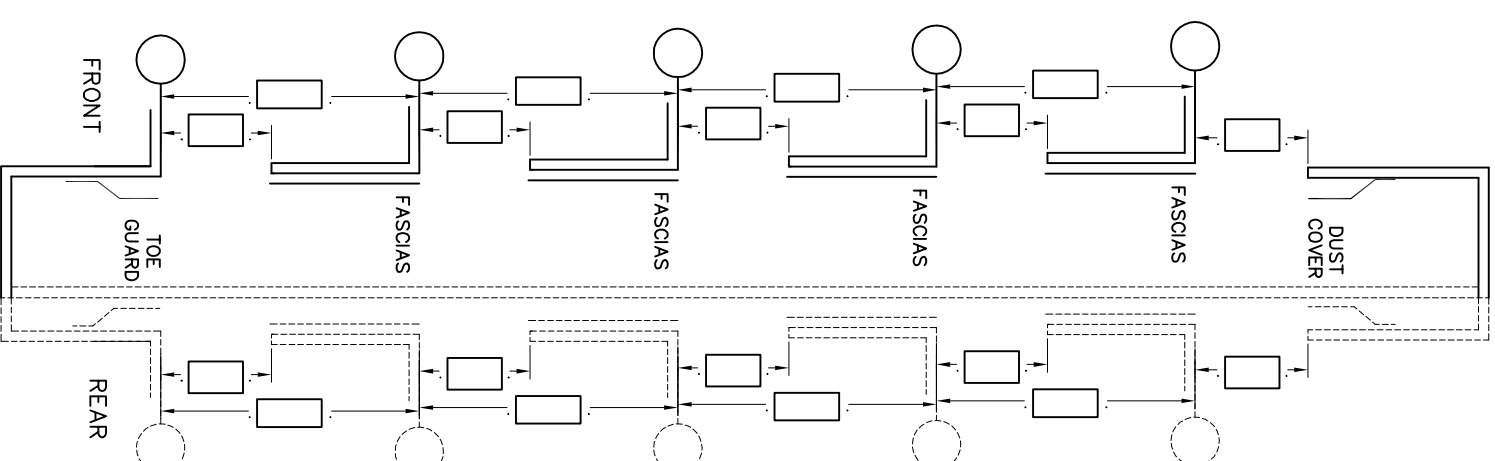 FRONT
TOE
GUARD
FASCIAS
FASCIAS
FASCIAS
FASCIAS
DUST
COVER
REAR